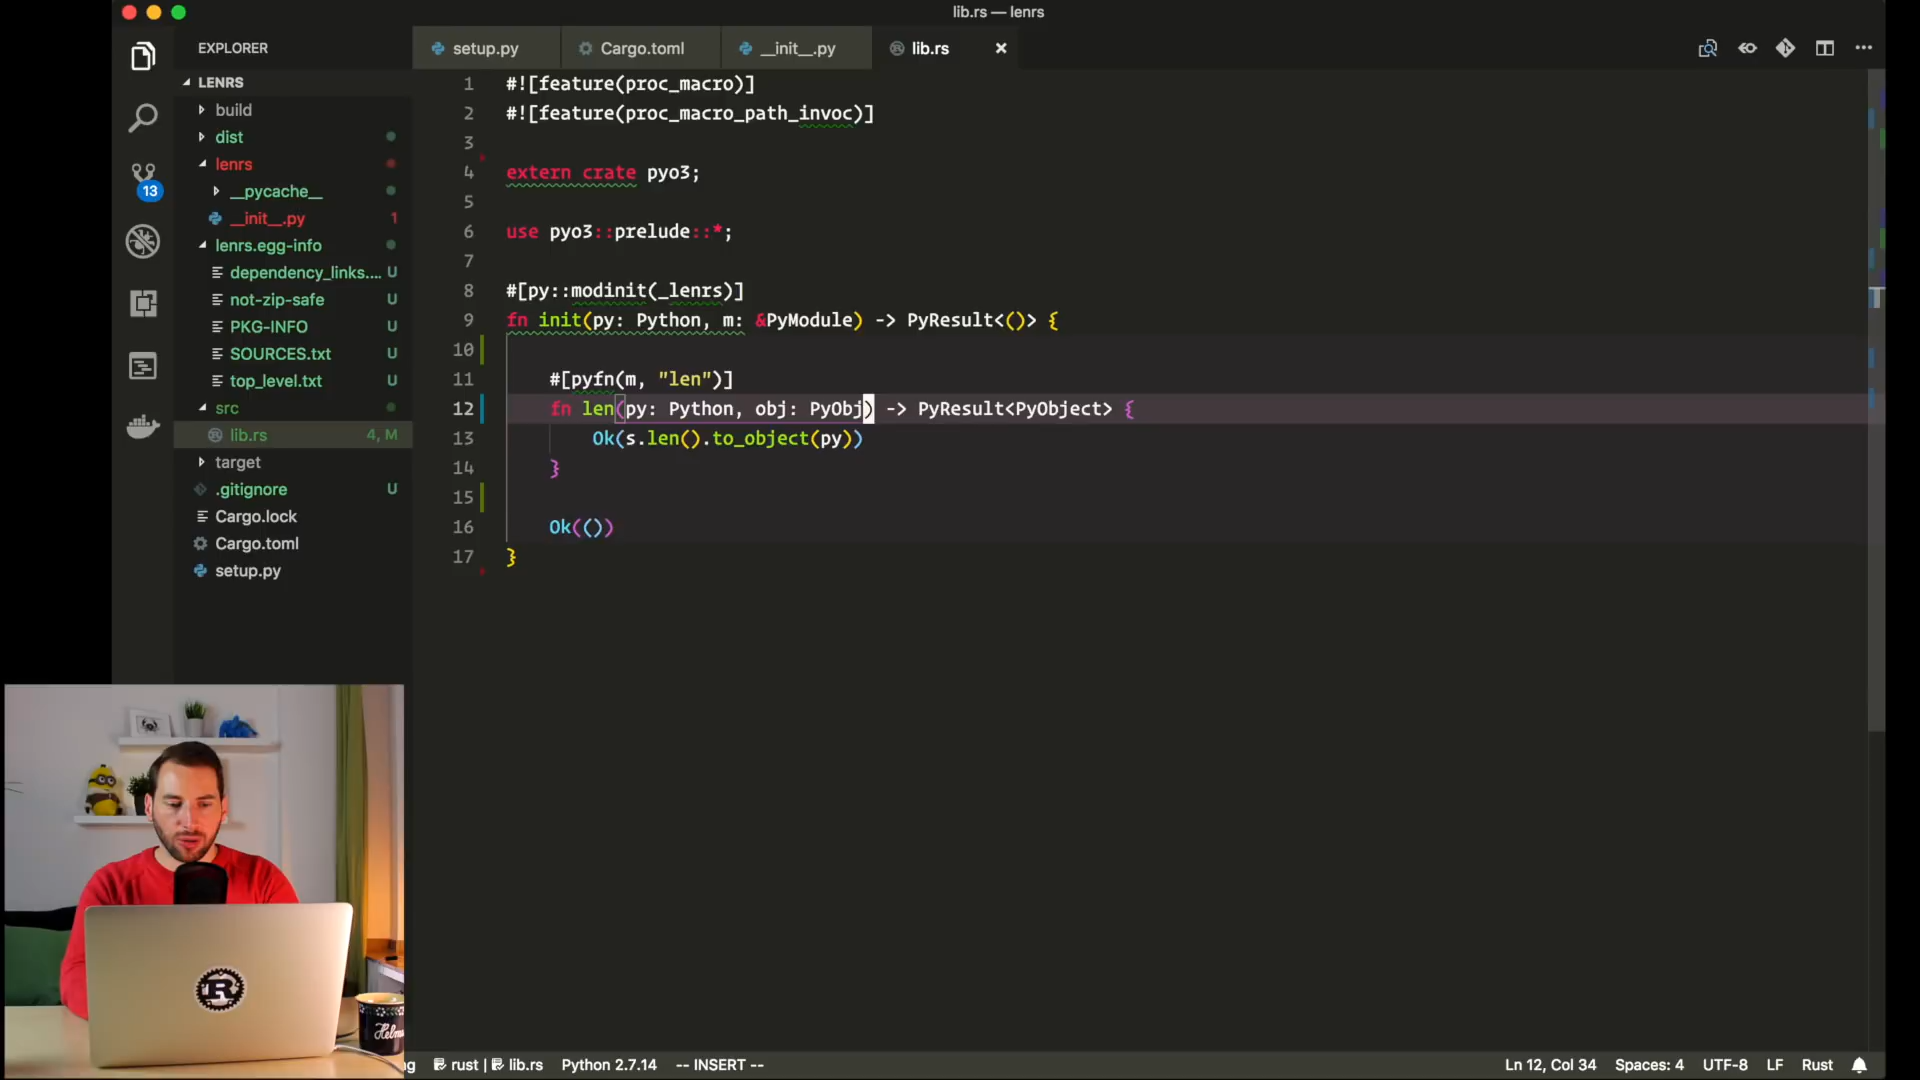 lib.rs — lenrs
EXPLORER
setup.py
Cargo.toml
__init__.py
lib.rs
LENRS
build
dist
lenrs
__pycache__
__init__.py 1
lenrs.egg-info
dependency_links.... U
not-zip-safe U
PKG-INFO U
SOURCES.txt U
top_level.txt U
src
lib.rs 4, M
target
.gitignore U
Cargo.lock
Cargo.toml
setup.py
13
1 #![feature(proc_macro)]
2 #![feature(proc_macro_path_invoc)]
3
4 extern crate pyo3;
5
6 use pyo3::prelude::*;
7
8 #[py::modinit(_lenrs)]
9 fn init(py: Python, m: &PyModule) -> PyResult<()> {
10
11 #[pyfn(m, "len")]
12 fn len(py: Python, obj: PyObj) -> PyResult<PyObject> {
13 Ok(s.len().to_object(py))
14 }
15
16 Ok(())
17 }
R
Helm
ng rust | lib.rs Python 2.7.14 -- INSERT -- Ln 12, Col 34 Spaces: 4 UTF-8 LF Rust